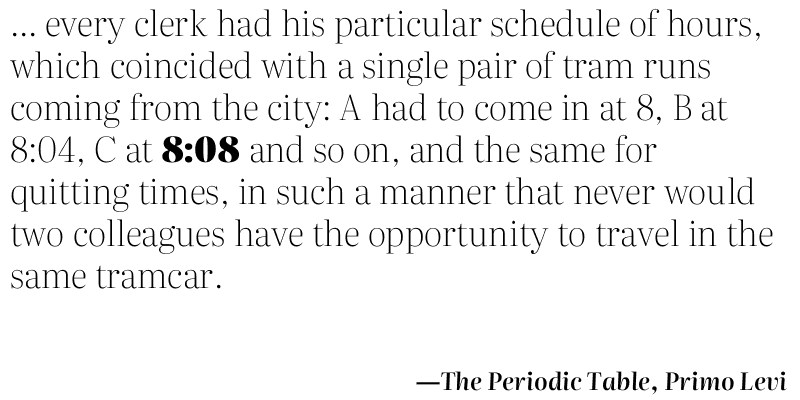 ... every clerk had his particular schedule of hours,
which coincided with a single pair of tram runs
coming from the city: A had to come in at 8, B at
8:04, C at 8:08 and so on, and the same for
quitting times, in such a manner that never would
two colleagues have the opportunity to travel in the
same tramcar.
—The Periodic Table, Primo Levi